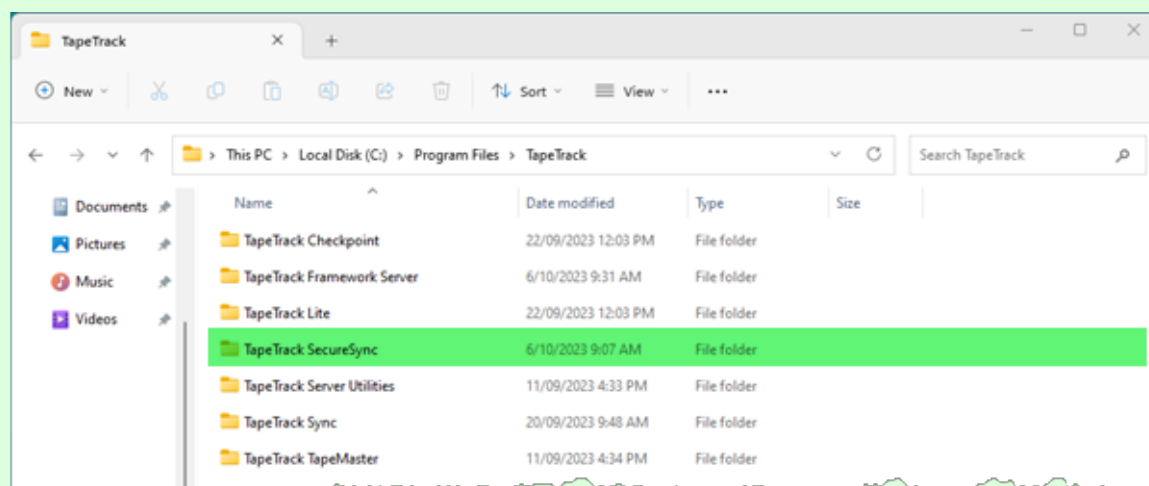 TapeTrack
New Sort View
This PC > Local Disk (C:) > Program Files > TapeTrack Search TapeTrack
Documents Name Date modified Type Size
Pictures TapeTrack Checkpoint 22/09/2023 12:03 PM File folder
Music TapeTrack Framework Server 6/10/2023 9:31 AM File folder
Videos TapeTrack Lite 22/09/2023 12:03 PM File folder
TapeTrack SecureSync 6/10/2023 9:07 AM File folder
TapeTrack Server Utilities 11/09/2023 4:33 PM File folder
TapeTrack Sync 20/09/2023 9:48 AM File folder
TapeTrack TapeMaster 11/09/2023 4:34 PM File folder